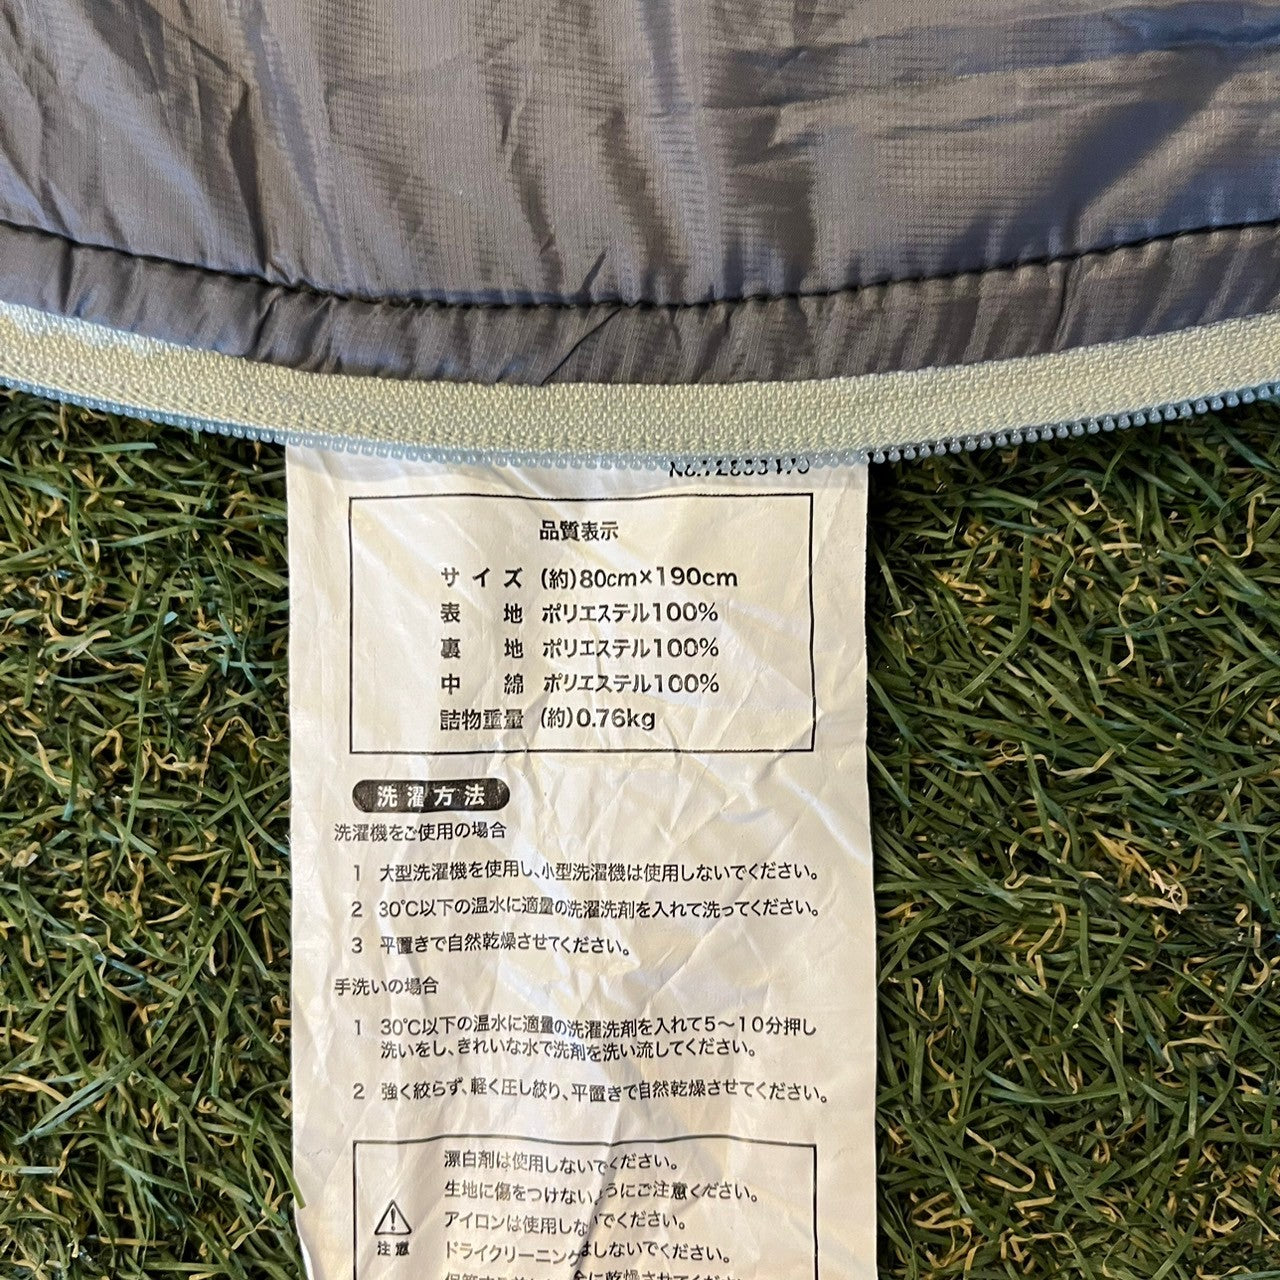 品質表示
サイズ (約)80cm×190cm
表地 ポリエステル100%
裏地 ポリエステル100%
中綿 ポリエステル100%
詰物重量 (約)0.76kg
洗濯方法
洗濯機をご使用の場合
1 大型洗濯機を使用し、小型洗濯機は使用しないでください。
2 30℃以下の温水に適量の洗濯洗剤を入れて洗ってください。
3 平置きで自然乾燥させてください。
手洗いの場合
1 30℃以下の温水に適量の洗濯洗剤を入れて5〜10分押し
洗いをし、きれいな水で洗剤を洗い流してください。
2 強く絞らず、軽く圧し絞り、平置きで自然乾燥させてください。
漂白剤は使用しないでください。
生地に傷をつけないようにご注意ください。
アイロンは使用しないでください。
注意
ドライクリーニングはしないでください。